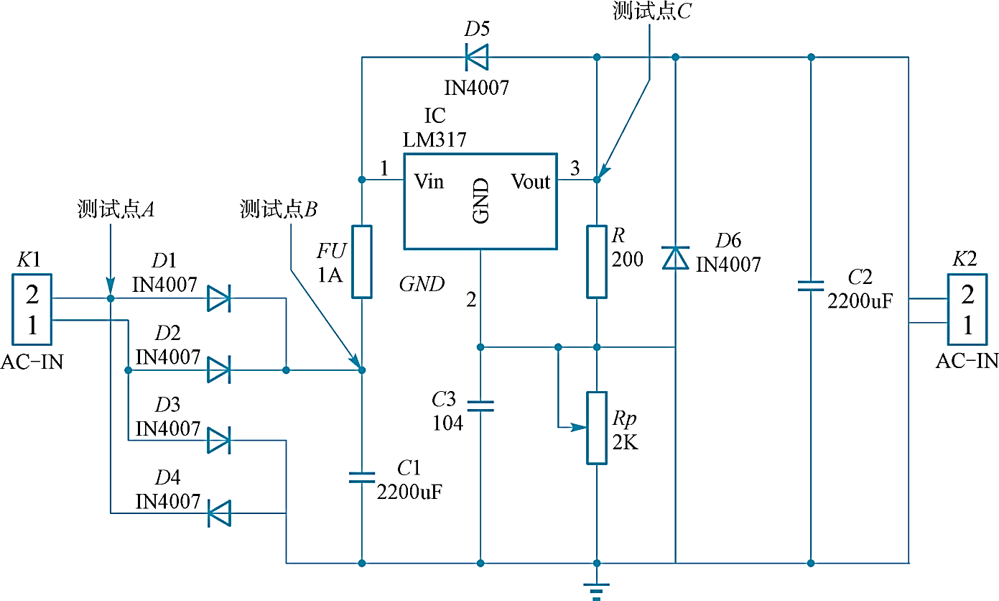 测试点C
D5
IN4007
IC
LM317
1
Vin
GND
Vout
3
测试点A
测试点B
K1
2
1
AC-IN
D1
IN4007
D2
IN4007
D3
IN4007
D4
IN4007
FU
1A
GND
2
R
200
D6
IN4007
C2
2200uF
K2
2
1
AC-IN
C3
104
Rp
2K
C1
2200uF